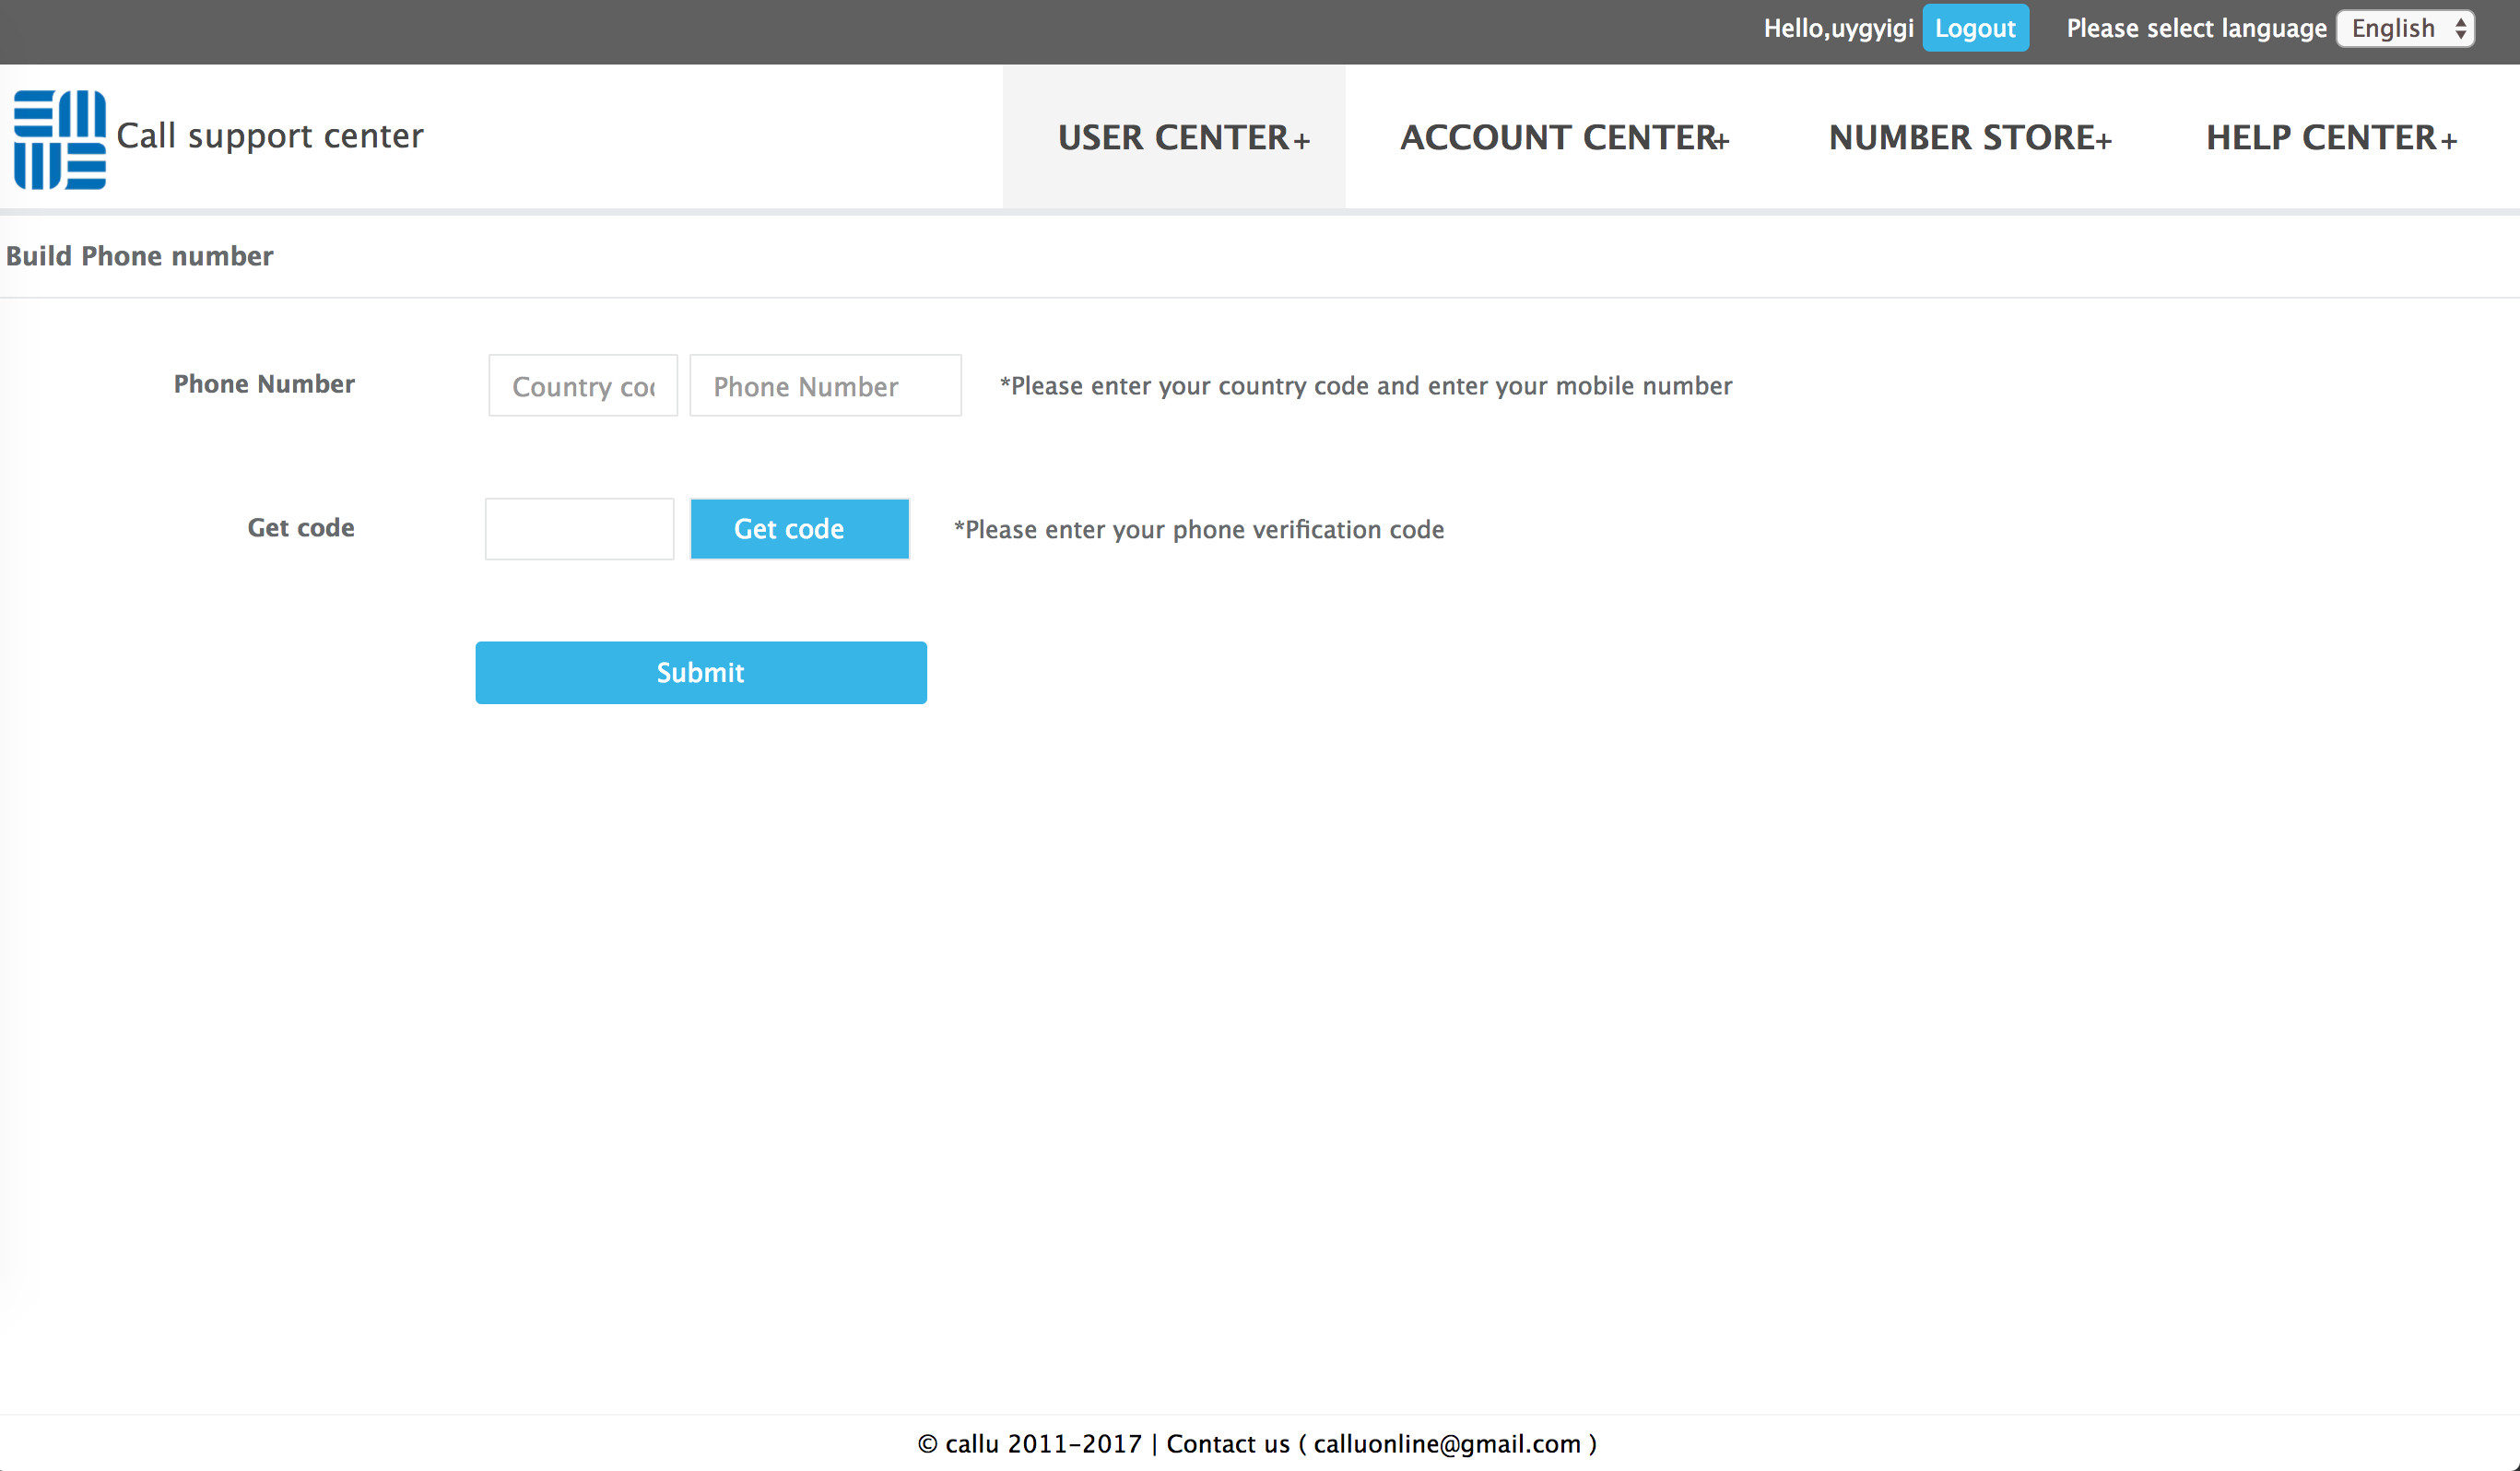 Hello,uygyigi Logout Please select language English
Call support center
USER CENTER+ ACCOUNT CENTER+ NUMBER STORE+ HELP CENTER+
Build Phone number
Phone Number Country cod Phone Number *Please enter your country code and enter your mobile number
Get code Get code *Please enter your phone verification code
Submit
© callu 2011-2017 | Contact us ( calluonline@gmail.com )